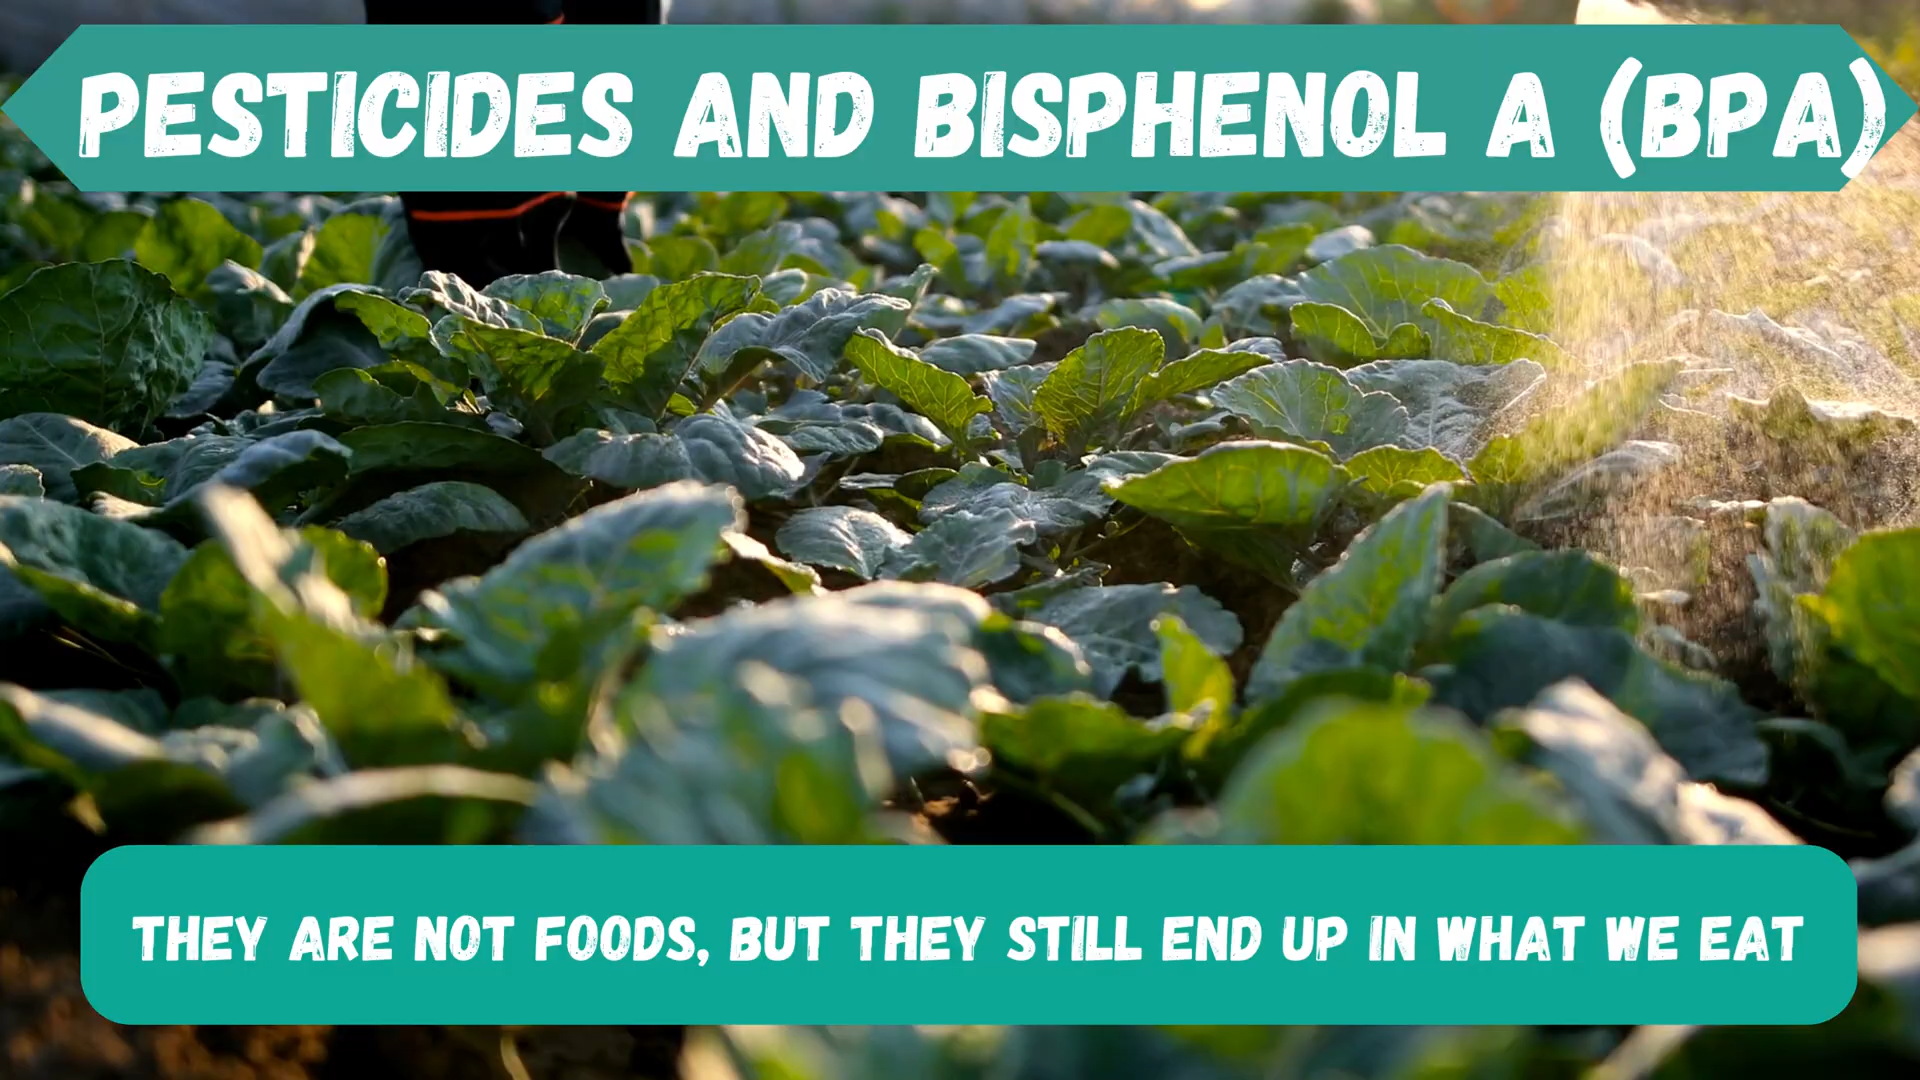 PESTICIDES AND BISPHENOL A (BPA)
THEY ARE NOT FOODS, BUT THEY STILL END UP IN WHAT WE EAT